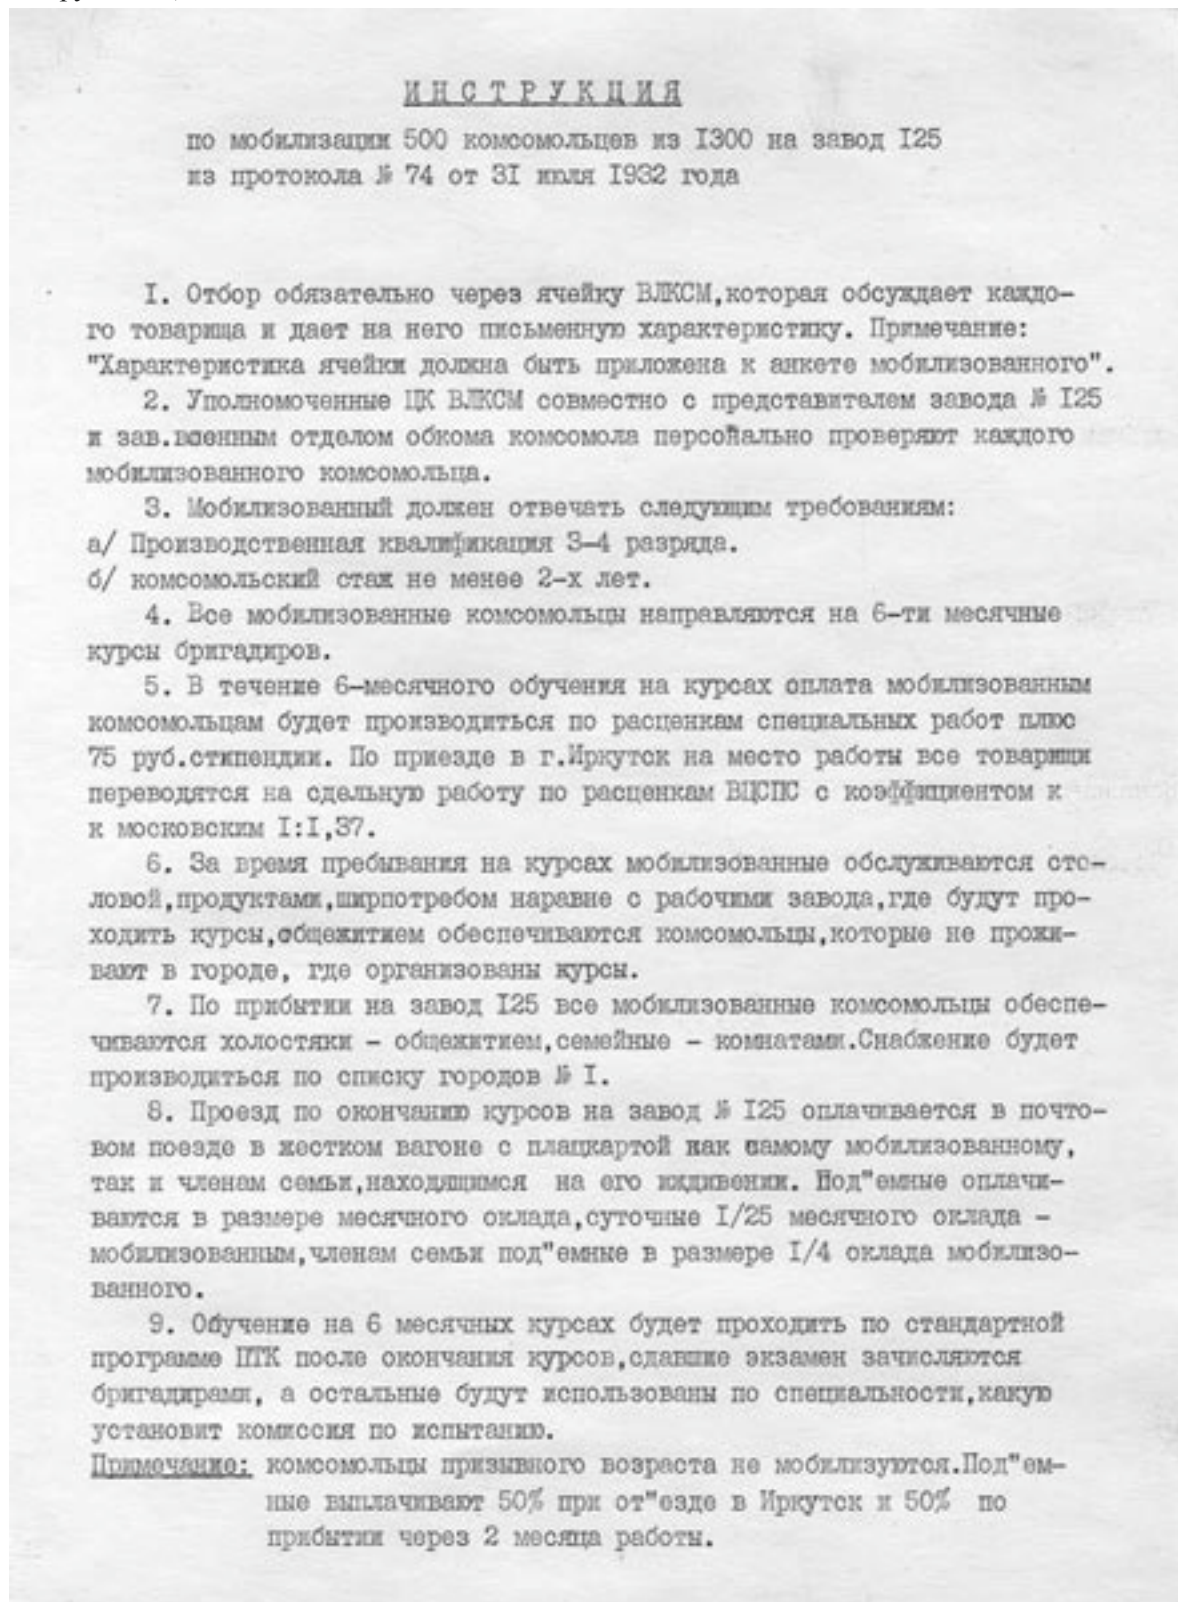 ИНСТРУКЦИЯ
по мобилизации 500 комсомольцев из I300 на завод I25
из протокола № 74 от 3I июля I932 года
I. Отбор обязательно через ячейку ВЛКСМ,которая обсуждает каждо-
го товарища и дает на него письменную характеристику. Примечание:
"Характеристика ячейки должна быть приложена к анкете мобилизованного".
2. Уполномоченные ЦК ВЛКСМ совместно с представителем завода № I25
и зав.военным отделом обкома комсомола персонально проверяют каждого
мобилизованного комсомольца.
3. Мобилизованный должен отвечать следующим требованиям:
а/ Производственная квалификация 3-4 разряда.
б/ комсомольский стаж не менее 2-х лет.
4. Все мобилизованные комсомольцы направляются на 6-ти месячные
курсы бригадиров.
5. В течение 6-месячного обучения на курсах оплата мобилизованным
комсомольцам будет производиться по расценкам специальных работ плюс
75 руб.стипендии. По приезде в г.Иркутск на место работы все товарищи
переводятся на сдельную работу по расценкам ВЦСПС с коэффициентом к
к московским I:I,37.
6. За время пребывания на курсах мобилизованные обслуживаются сто-
ловой,продуктами,ширпотребом наравне с рабочими завода,где будут про-
ходить курсы,общежитием обеспечиваются комсомольцы,которые не прожи-
вают в городе, где организованы курсы.
7. По прибытии на завод I25 все мобилизованные комсомольцы обеспе-
чиваются холостяки - общежитием,семейные - комнатами.Снабжение будет
производиться по списку городов № I.
8. Проезд по окончанию курсов на завод № I25 оплачивается в почто-
вом поезде в жестком вагоне с плацкартой как самому мобилизованному,
так и членам семьи,находящимся на его иждивении. Под"емные оплачи-
ваются в размере месячного оклада,суточные I/25 месячного оклада -
мобилизованным,членам семьи под"емные в размере I/4 оклада мобилизо-
ванного.
9. Обучение на 6 месячных курсах будет проходить по стандартной
программе ПТК после окончания курсов,сдавшие экзамен зачисляются
бригадирами, а остальные будут использованы по специальности,какую
установит комиссия по испытанию.
Примечание: комсомольцы призывного возраста не мобилизуются.Под"ем-
ные выплачивают 50% при от"езде в Иркутск и 50% по
прибытии через 2 месяца работы.